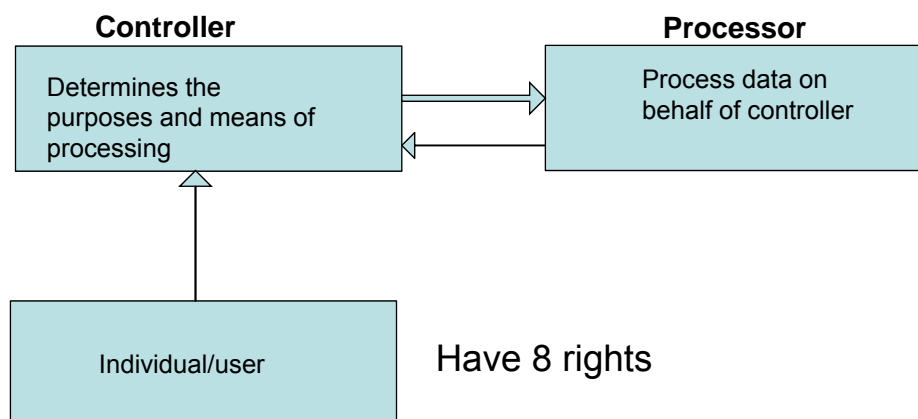 Controller
Determines the
purposes and means of
processing
Processor
Process data on
behalf of controller
Individual/user
Have 8 rights